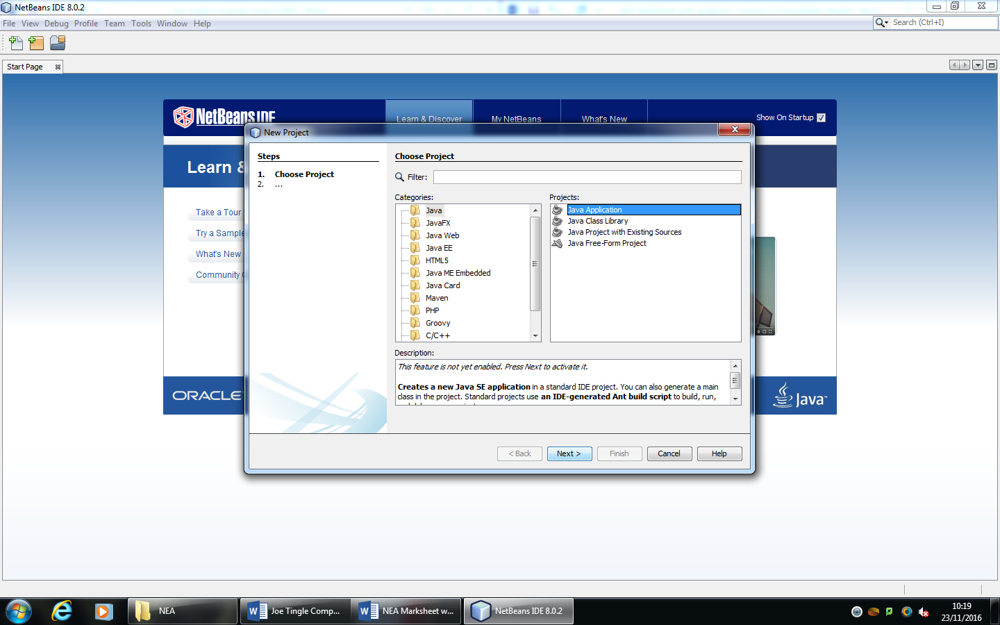 NetBeans IDE 8.0.2
File View Debug Profile Team Tools Window Help
Search (Ctrl+I)
Start Page
NetBeans IDE
Learn & Discover
My NetBeans
What's New
Show On Startup
New Project
Learn &
Take a Tour
Try a Sample
What's New
Community
ORACLE
Java
Steps
1. Choose Project
2. ...
Choose Project
Filter:
Categories:
Java
JavaFX
Java Web
Java EE
HTML5
Java ME Embedded
Java Card
Maven
PHP
Groovy
C/C++
Projects:
Java Application
Java Class Library
Java Project with Existing Sources
Java Free-Form Project
Description:
This feature is not yet enabled. Press Next to activate it.
Creates a new Java SE application in a standard IDE project. You can also generate a main
class in the project. Standard projects use an IDE-generated Ant build script to build, run,
< Back
Next >
Finish
Cancel
Help
NEA
Joe Tingle Comp...
NEA Marksheet w...
NetBeans IDE 8.0.2
10:19
23/11/2016